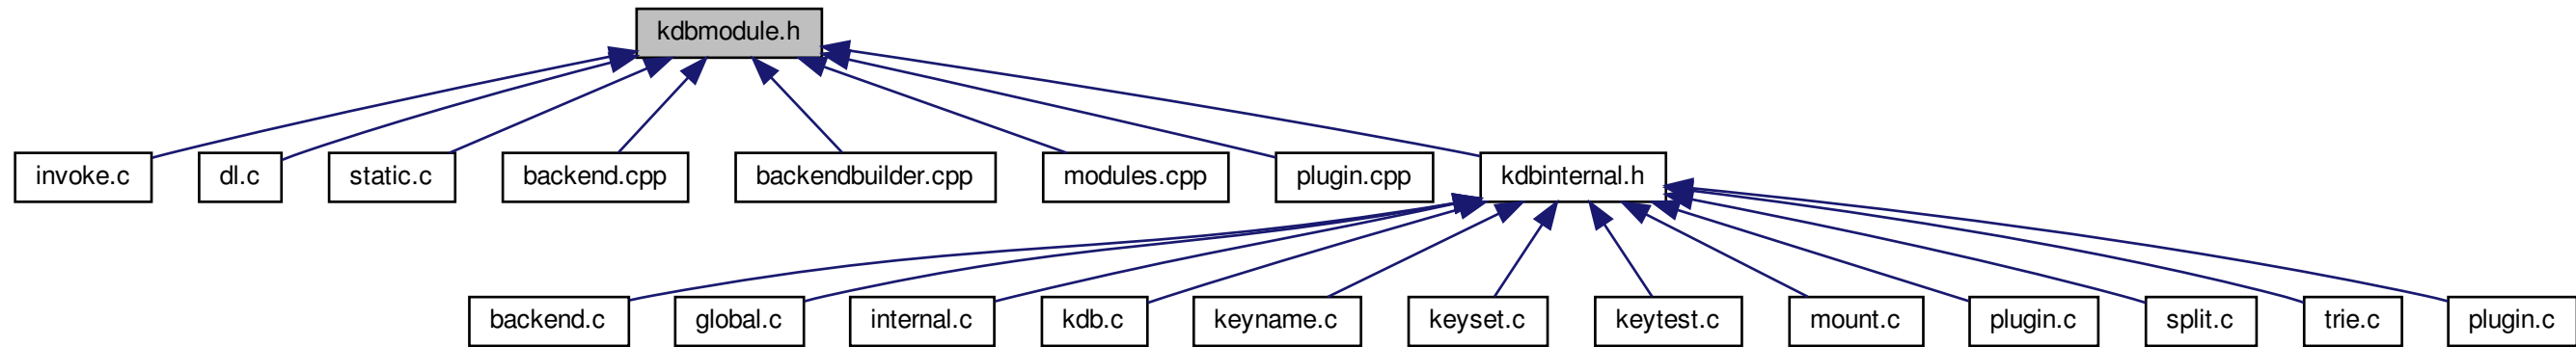 kdbmodule.h
invoke.c
dl.c
static.c
backend.cpp
backendbuilder.cpp
modules.cpp
plugin.cpp
kdbinternal.h
backend.c
global.c
internal.c
kdb.c
keyname.c
keyset.c
keytest.c
mount.c
plugin.c
split.c
trie.c
plugin.c